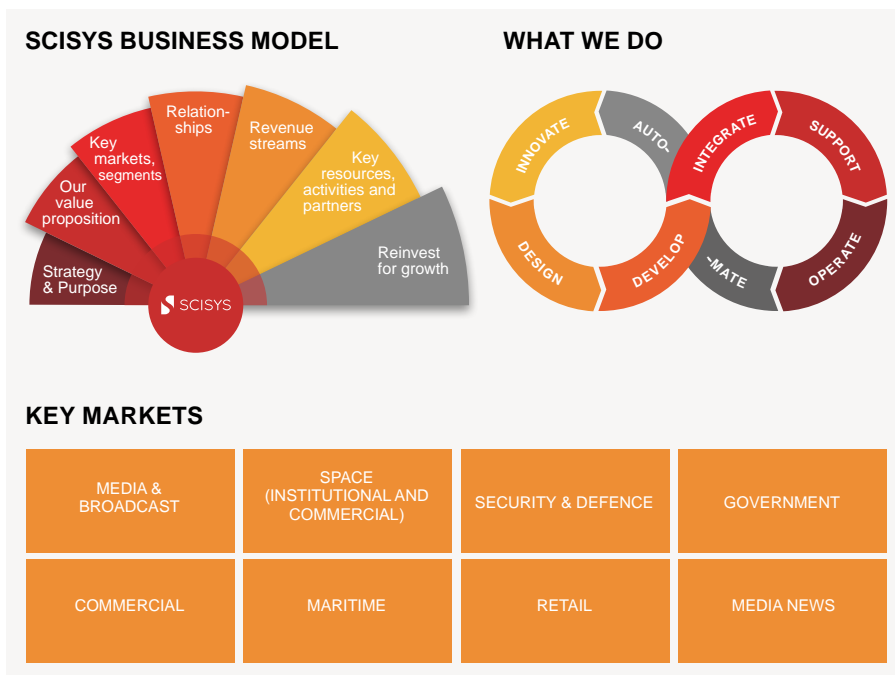 SCISYS BUSINESS MODEL
Strategy
& Purpose
Our
value
proposition
Key
markets,
segments
Relation-
ships
Revenue
streams
Key
resources,
activities and
partners
Reinvest
for growth
SCISYS
WHAT WE DO
INNOVATE
AUTO-
INTEGRATE
SUPPORT
DESIGN
DEVELOP
-MATE
OPERATE
KEY MARKETS
MEDIA &
BROADCAST
SPACE
(INSTITUTIONAL AND
COMMERCIAL)
SECURITY & DEFENCE
GOVERNMENT
COMMERCIAL
MARITIME
RETAIL
MEDIA NEWS